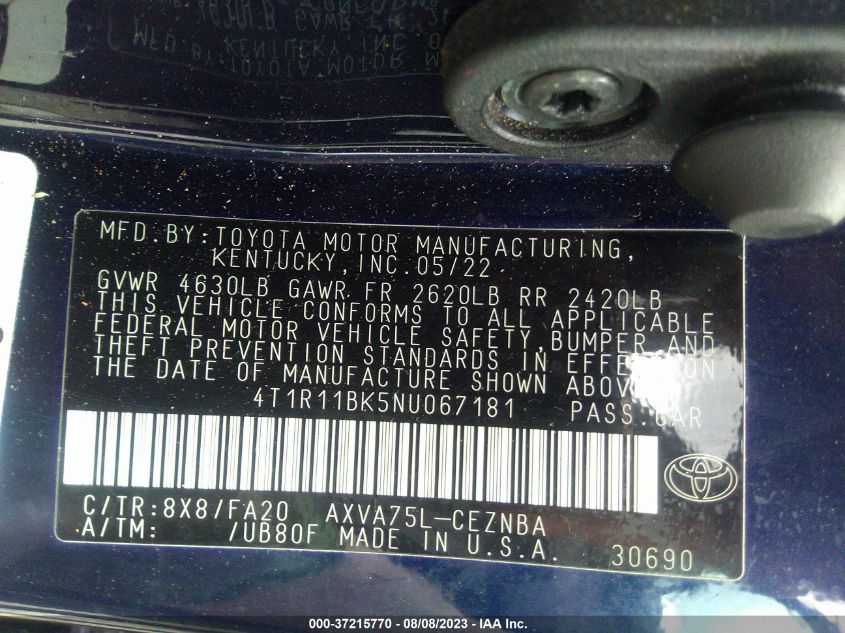 MFD.BY:TOYOTA MOTOR MANUFACTURING,
KENTUCKY,INC.05/22
GVWR 4630LB GAWR FR 2620LB RR 2420LB
THIS VEHICLE CONFORMS TO ALL APPLICABLE
FEDERAL MOTOR VEHICLE SAFETY,BUMPER AND
THEFT PREVENTION STANDARDS IN EFFECT ON
THE DATE OF MANUFACTURE SHOWN ABOVE.
4T1R11BK5NU067181 PASS.CAR
C/TR:8X8/FA20 AXVA75L-CEZNBA
A/TM: /UB80F MADE IN U.S.A. 30690
000-37215770 - 08/08/2023 - IAA Inc.